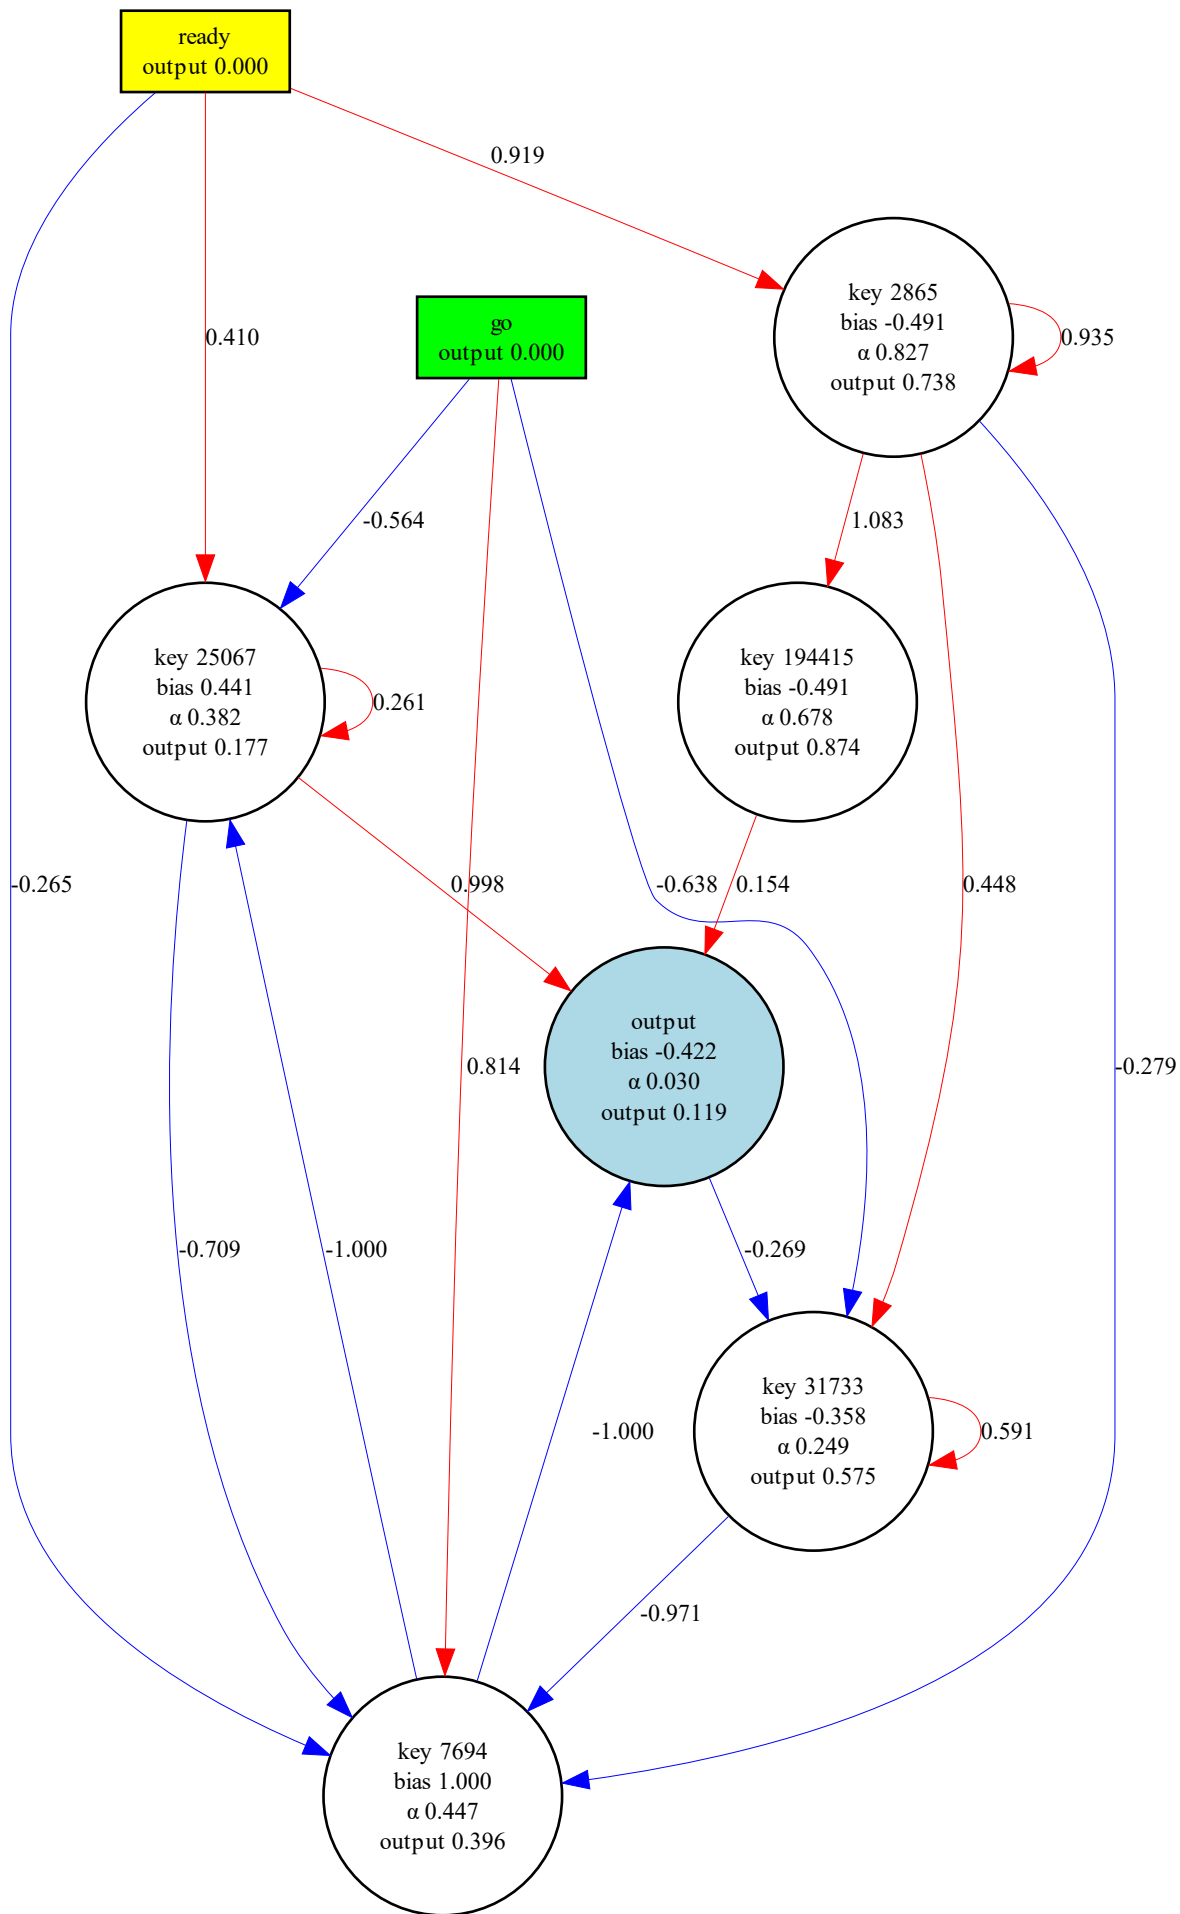 ready
output 0.000
0.919
key 2865
bias -0.491
α 0.827
output 0.738
0.935
go
output 0.000
0.410
-0.564
1.083
key 25067
bias 0.441
α 0.382
output 0.177
0.261
key 194415
bias -0.491
α 0.678
output 0.874
-0.265
0.998
-0.638
0.154
0.448
output
bias -0.422
α 0.030
output 0.119
0.814
-0.279
-0.709
-1.000
-0.269
key 31733
bias -0.358
α 0.249
output 0.575
0.591
-1.000
-0.971
key 7694
bias 1.000
α 0.447
output 0.396